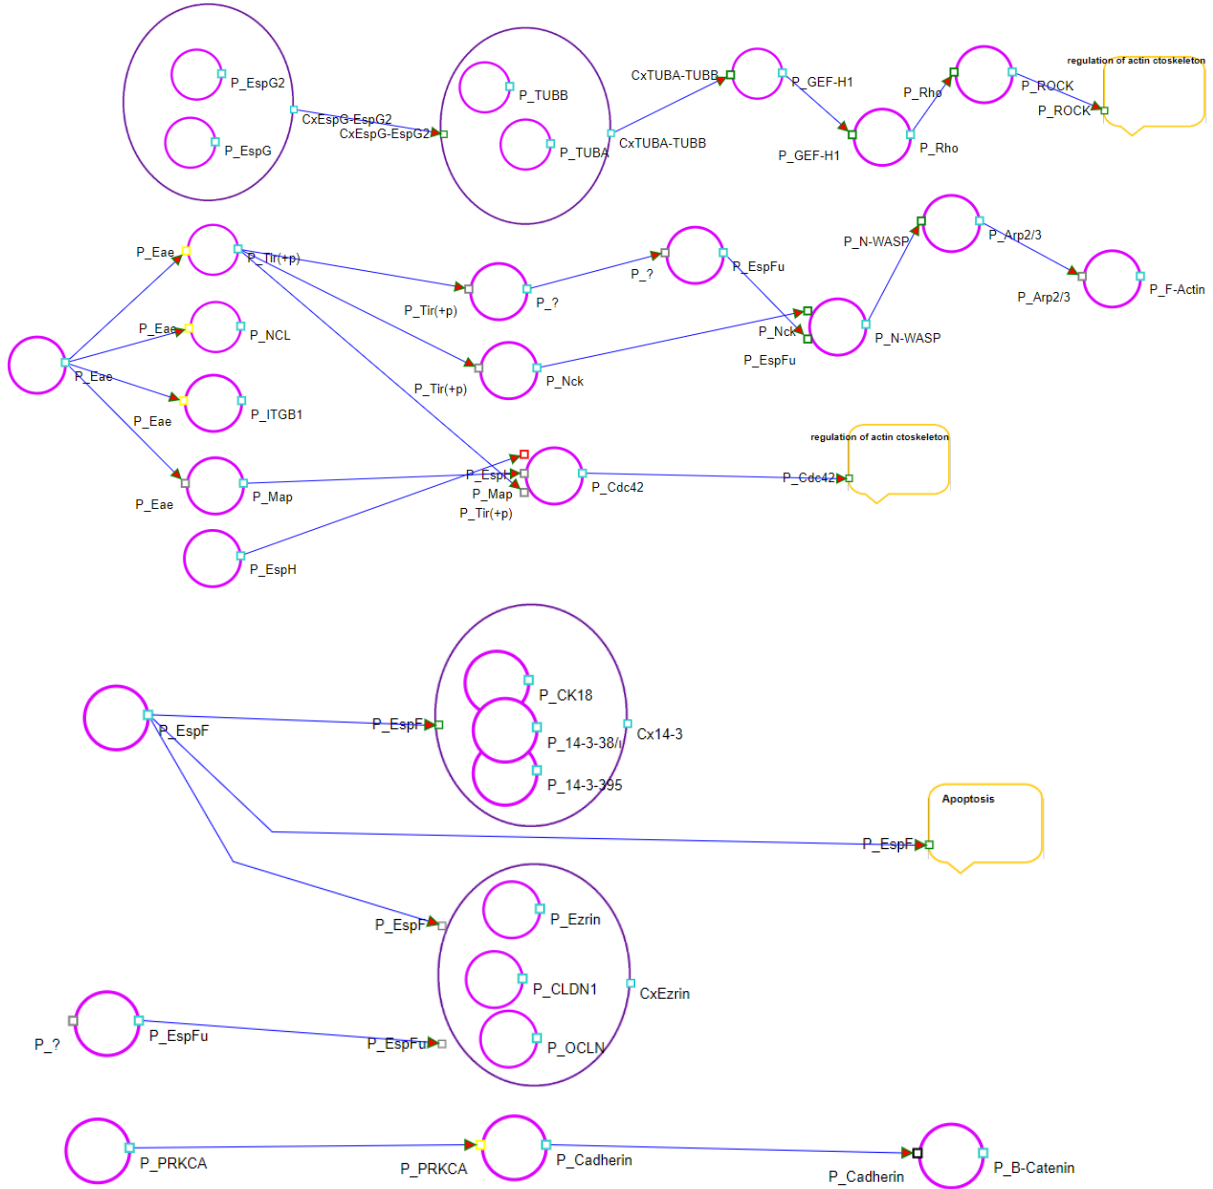 P_EspG2
P_EspG
CxEspG-EspG2
CxEspG-EspG2
P_TUBB
P_TUBA
CxTUBA-TUBB
CxTUBA-TUBB
P_GEF-H1
P_GEF-H1
P_Rho
P_Rho
P_ROCK
P_ROCK
regulation of actin ctoskeleton
P_Eae
P_Tir(+p)
P_Eae
P_NCL
P_Eae
P_Eae
P_ITGB1
P_Eae
P_Map
P_EspH
P_Tir(+p)
P_?
P_Tir(+p)
P_Nck
P_?
P_EspFu
P_Nck
P_EspFu
P_N-WASP
P_N-WASP
P_Arp2/3
P_Arp2/3
P_F-Actin
P_EspH
P_Map
P_Tir(+p)
P_Cdc42
P_Cdc42
regulation of actin ctoskeleton
P_EspF
P_EspF
P_CK18
P_14-3-38/
P_14-3-395
Cx14-3
P_EspF
Apoptosis
P_EspF
P_Ezrin
P_CLDN1
P_OCLN
CxEzrin
P_?
P_EspFu
P_EspFu
P_PRKCA
P_PRKCA
P_Cadherin
P_Cadherin
P_B-Catenin